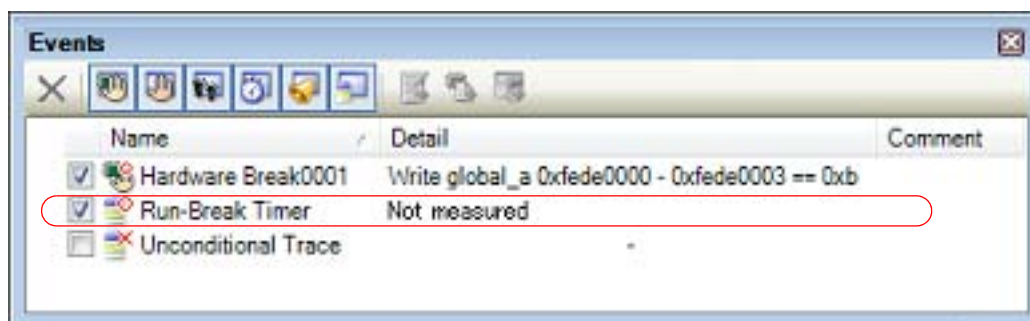 Events
Name Detail Comment
Hardware Break0001 Write global_a 0xfede0000 - 0xfede0003 == 0xb
Run-Break Timer Not measured
Unconditional Trace -